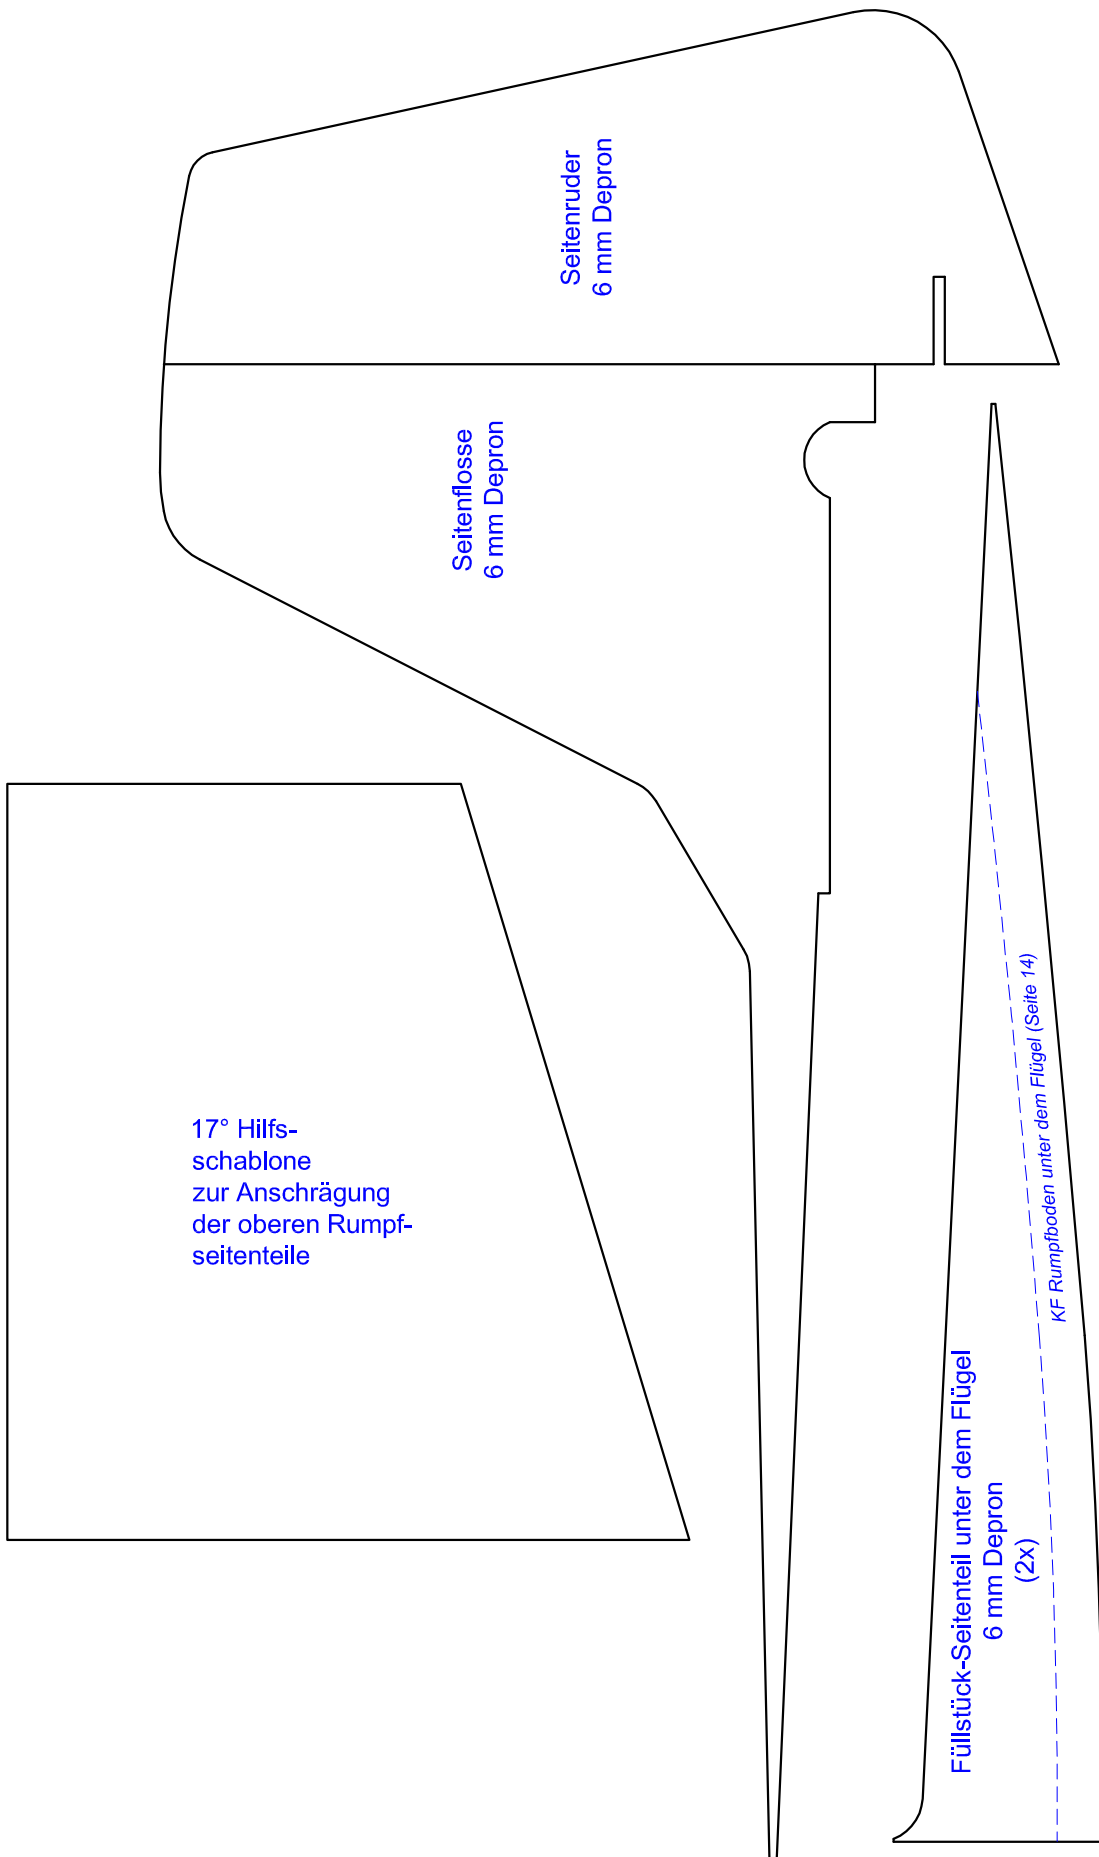 Seitenruder
6 mm Depron
Seitenflosse
6 mm Depron
17° Hilfs-
schablone
zur Anschrägung
der oberen Rumpf-
seitenteile
KF Rumpfboden unter dem Flügel (Seite 14)
Füllstück-Seitenteil unter dem Flügel
6 mm Depron
(2x)